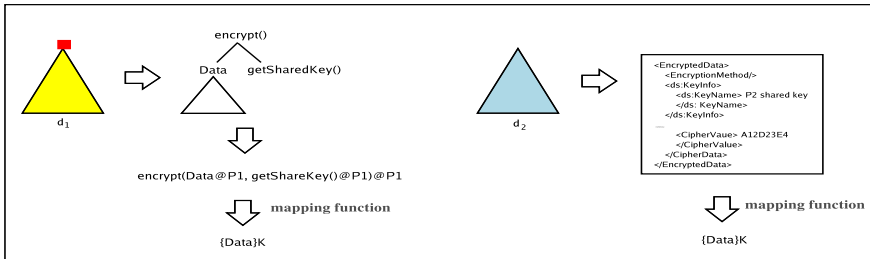 encrypt()
Data getSharedKey()
d1
encrypt(Data@P1, getShareKey()@P1)@P1
mapping function
{Data}K
d2
<EncryptedData>
<EncryptionMethod/>
<ds:KeyInfo>
<ds:KeyName> P2 shared key
</ds: KeyName>
</ds:KeyInfo>
...
<CipherVaue> A12D23E4
</CipherValue>
</CipherData>
</EncryptedData>
mapping function
{Data}K